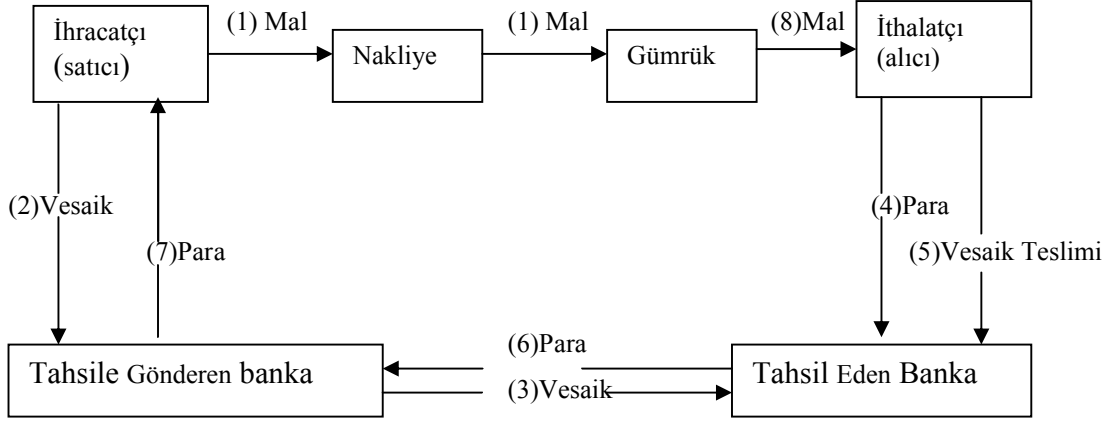 İhracatçı
(satıcı)
(1) Mal
Nakliye
(1) Mal
Gümrük
(8)Mal
İthalatçı
(alıcı)
(2)Vesaik
(7)Para
(4)Para
(5)Vesaik Teslimi
Tahsile Gönderen banka
(6)Para
(3)Vesaik
Tahsil Eden Banka